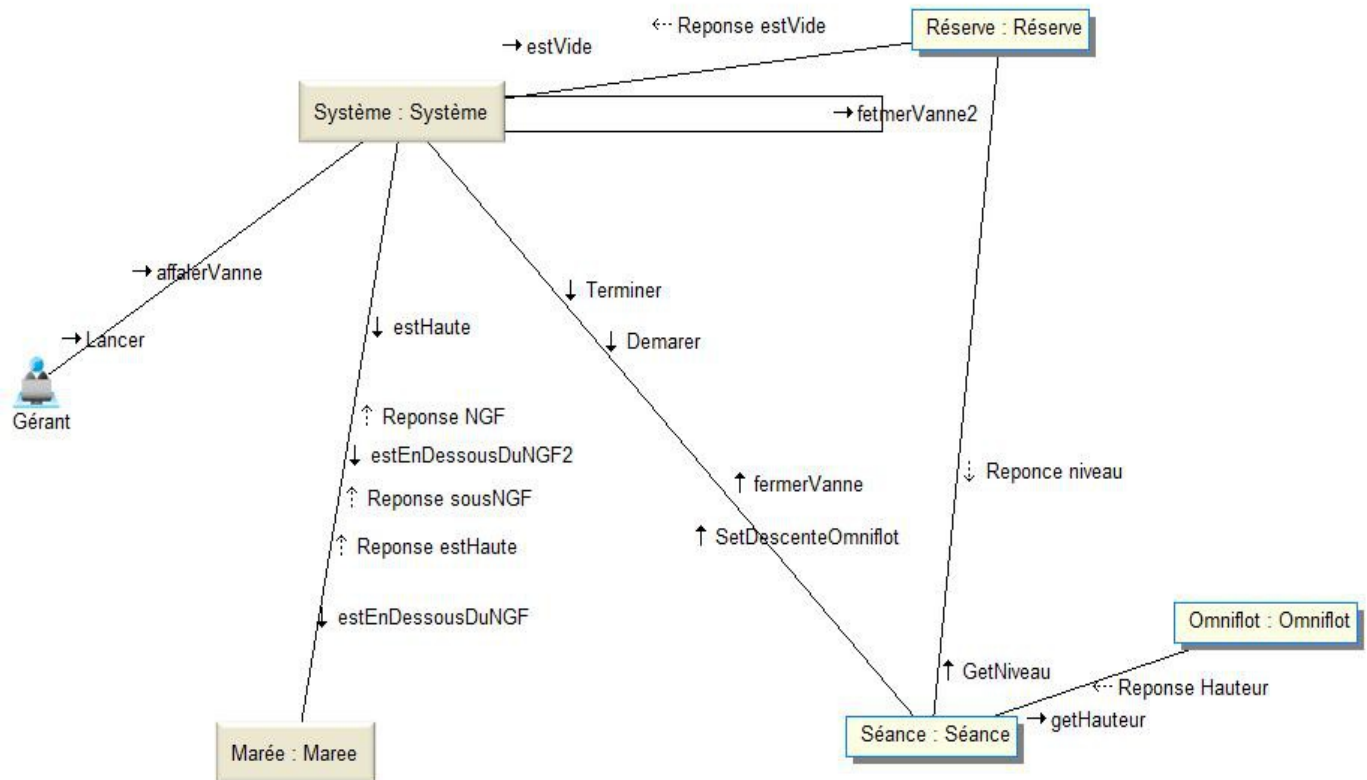 Reponse estVide
Réserve : Réserve
estVide
Système : Système
fetmerVanne2
affalerVanne
Terminer
estHaute
Lancer
Demarer
Gérant
Reponse NGF
estEnDessousDuNGF2
Reponce niveau
fermerVanne
Reponse sousNGF
SetDescenteOmniflot
Reponse estHaute
estEnDessousDuNGF
Omniflot : Omniflot
GetNiveau
Reponse Hauteur
getHauteur
Séance : Séance
Marée : Maree